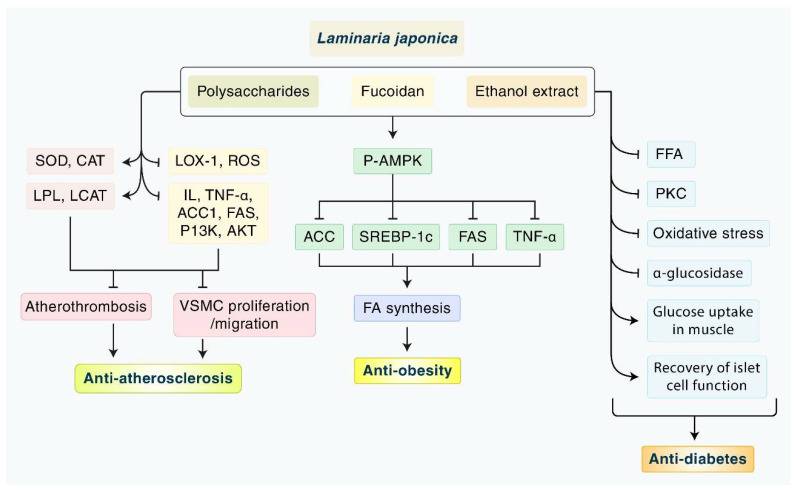 Laminaria japonica
Polysaccharides
Fucoidan
Ethanol extract
SOD, CAT
LOX-1, ROS
LPL, LCAT
IL, TNF-α,
ACC1, FAS,
P13K, AKT
Atherothrombosis
VSMC proliferation
/migration
Anti-atherosclerosis
P-AMPK
ACC
SREBP-1c
FAS
TNF-α
FA synthesis
Anti-obesity
FFA
PKC
Oxidative stress
α-glucosidase
Glucose uptake
in muscle
Recovery of islet
cell function
Anti-diabetes